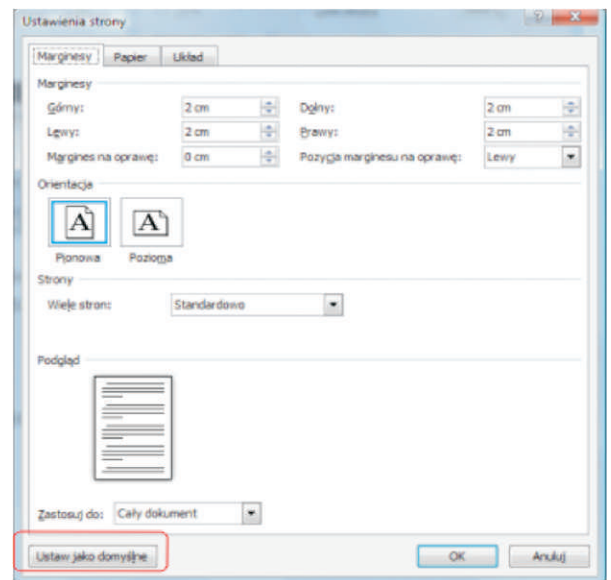 Ustawienia strony
Marginesy Papier Układ
Marginesy
Górny: 2 cm Dolny: 2 cm
Lewy: 2 cm Prawy: 2 cm
Margines na oprawę: 0 cm Pozycja marginesu na oprawę: Lewy
Orientacja
A A
Pionowa Pozioma
Strony
Wiele stron: Standardowo
Podgląd
Zastosuj do: Cały dokument
Ustaw jako domyślne OK Anuluj